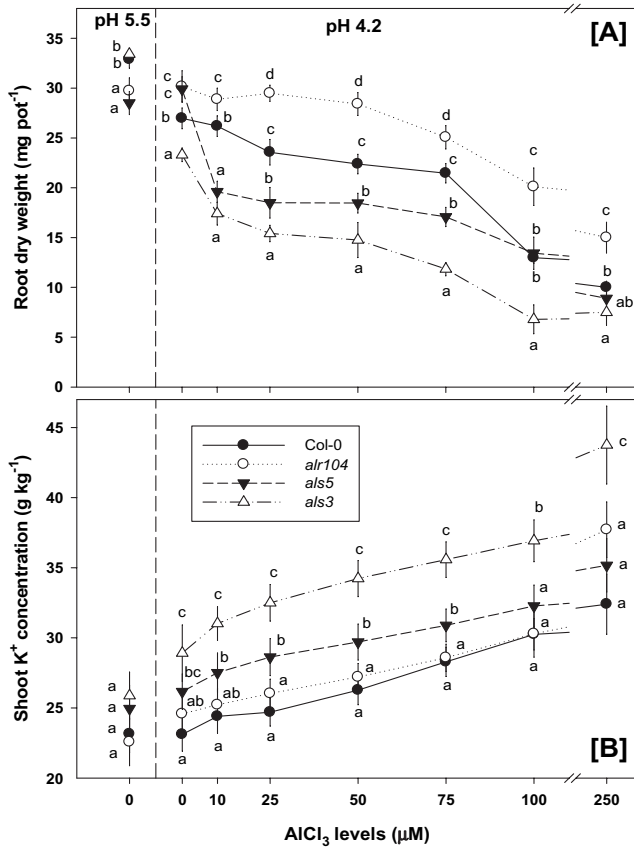 pH 5.5
pH 4.2
[A]
Root dry weight (mg pot⁻¹)
40
35
30
25
20
15
10
5
0
b
b
a
a
c
c
b
a
c
b
a
a
d
c
b
a
d
c
b
a
d
c
b
a
c
b
b
a
c
b
ab
a
[B]
Shoot K⁺ concentration (g kg⁻¹)
45
40
35
30
25
20
Col-0
alr104
als5
als3
a
a
a
a
c
bc
ab
a
c
b
ab
a
c
b
a
a
c
b
a
a
c
b
a
a
b
a
a
a
c
a
a
a
0
0
10
25
50
75
100
250
AlCl₃ levels (µM)